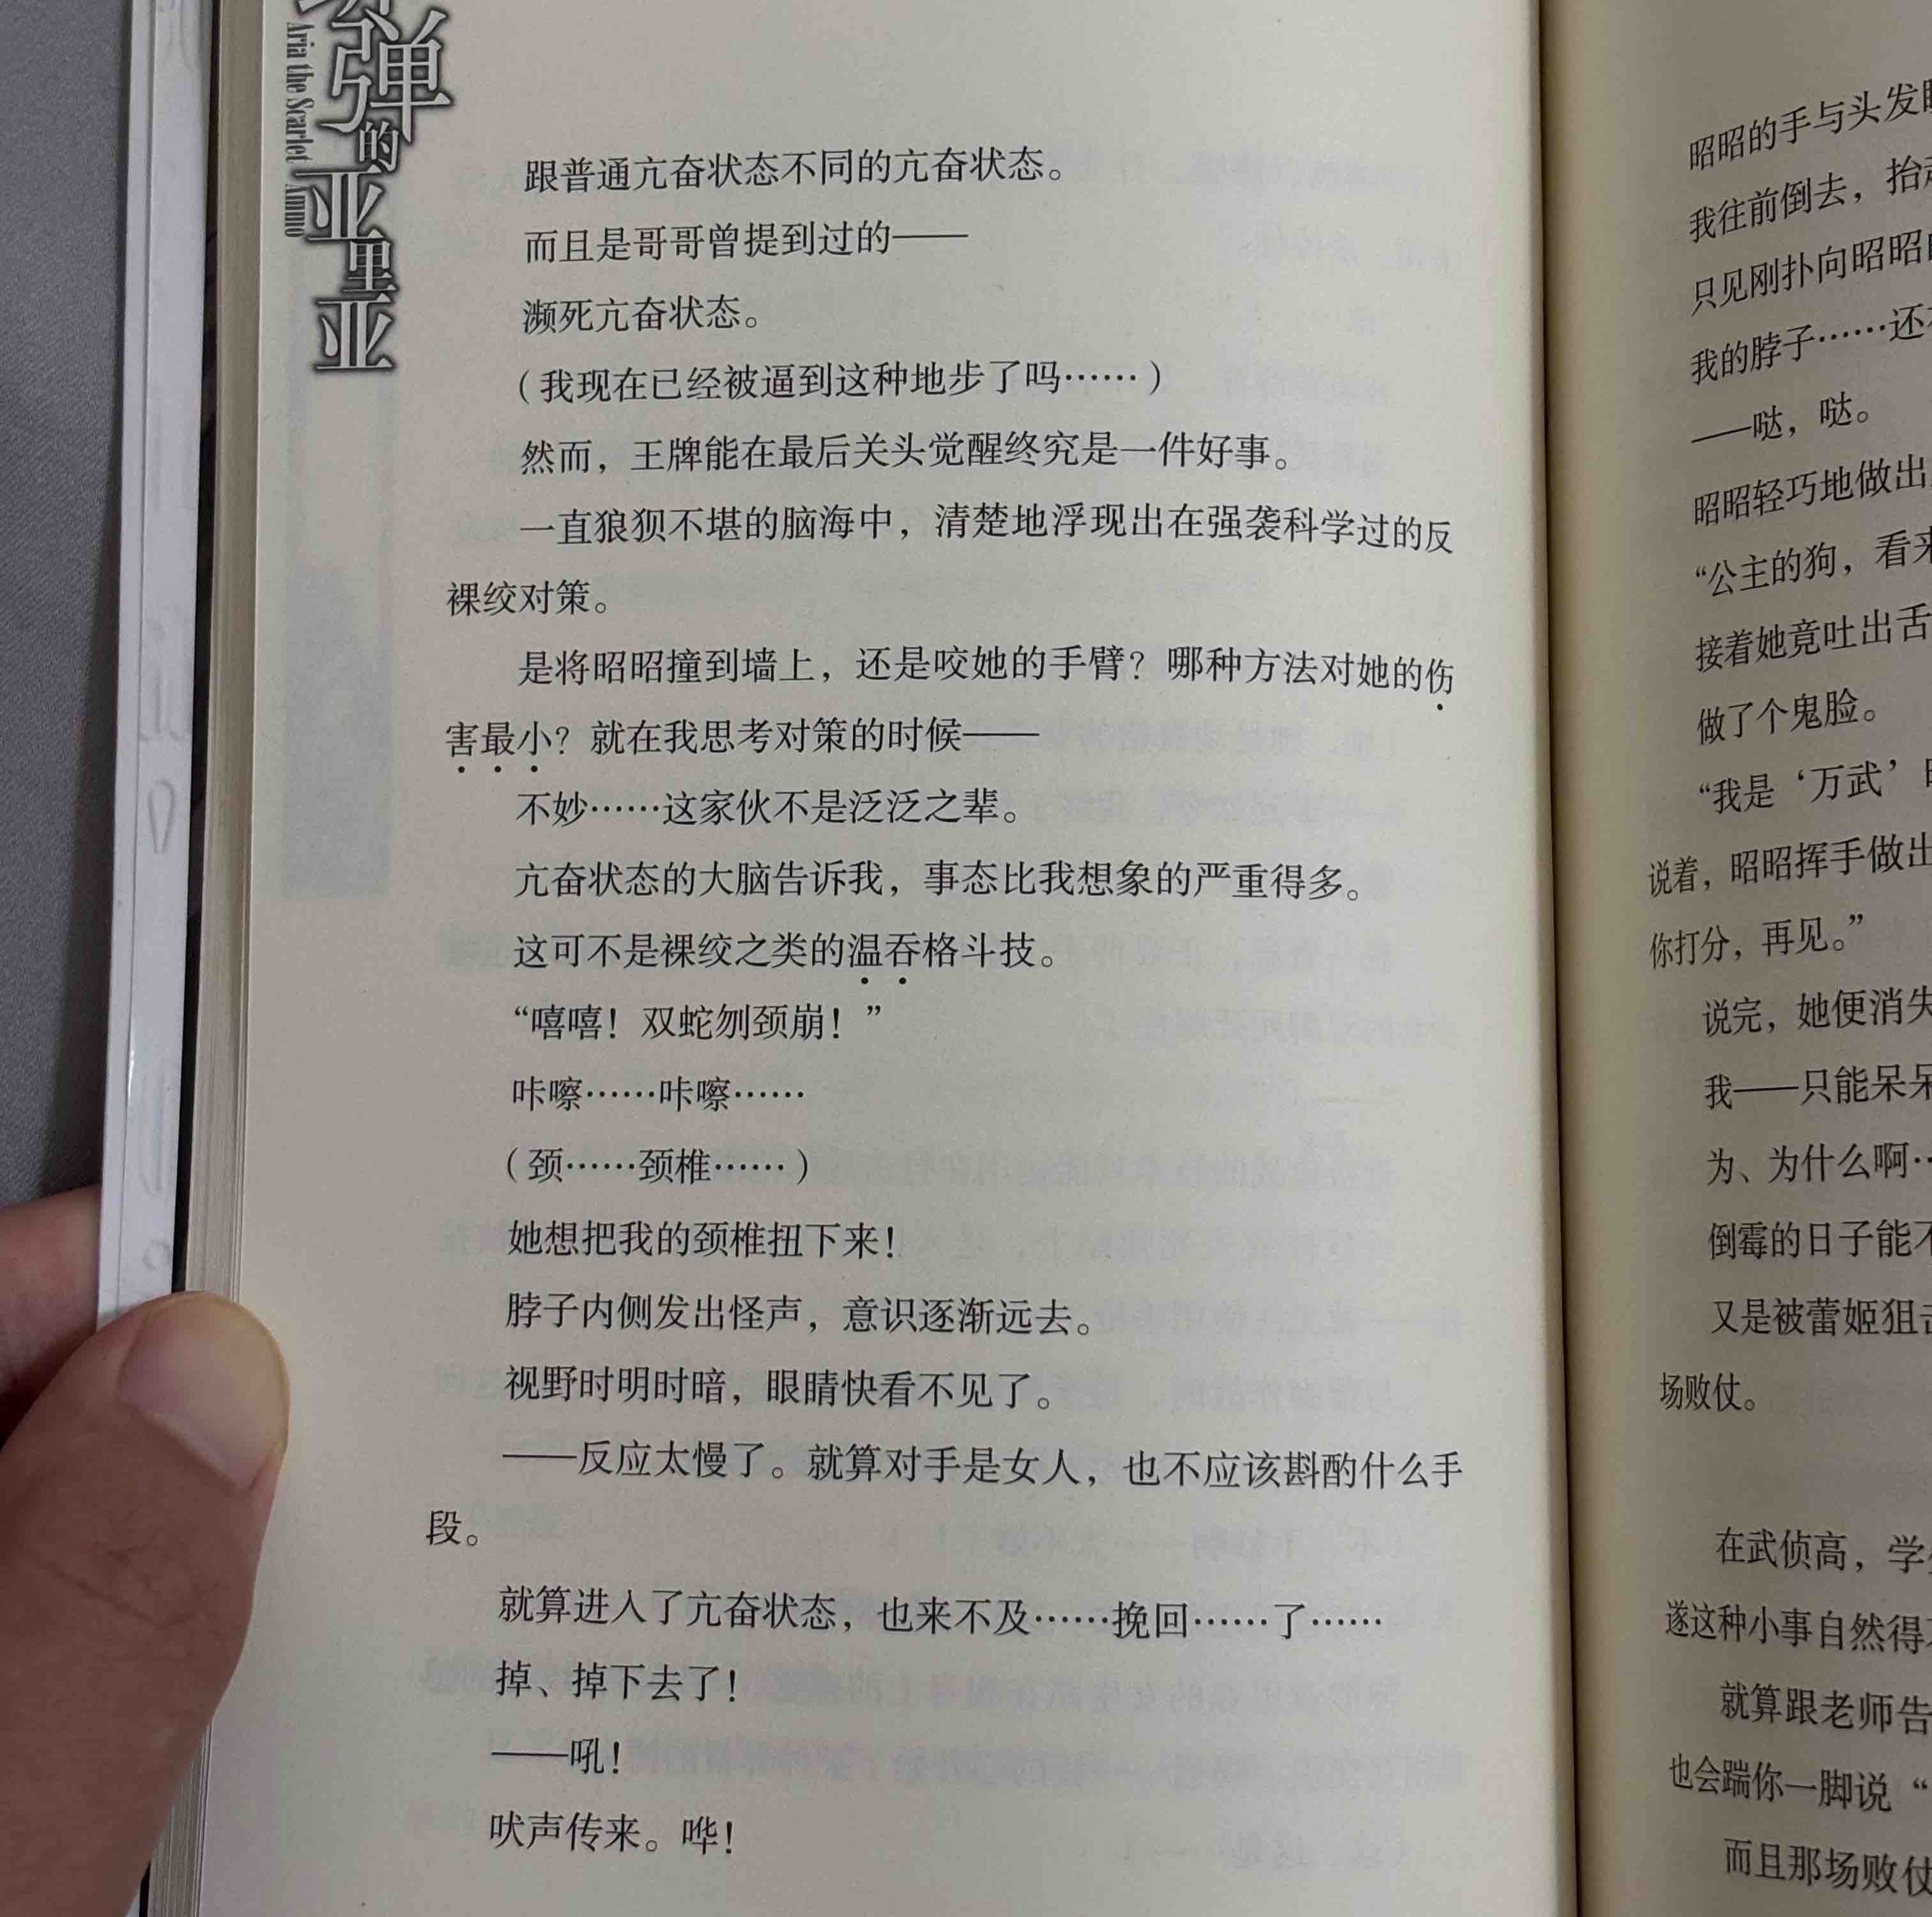 弹的亚里亚
Aria the Scarlet Ammo
跟普通亢奋状态不同的亢奋状态。
而且是哥哥曾提到过的——
濒死亢奋状态。
（我现在已经被逼到这种地步了吗……）
然而，王牌能在最后关头觉醒终究是一件好事。
一直狼狈不堪的脑海中，清楚地浮现出在强袭科学过的反
裸绞对策。
是将昭昭撞到墙上，还是咬她的手臂？哪种方法对她的伤
害最小？就在我思考对策的时候——
不妙……这家伙不是泛泛之辈。
亢奋状态的大脑告诉我，事态比我想象的严重得多。
这可不是裸绞之类的温吞格斗技。
“嘻嘻！双蛇刎颈崩！”
咔嚓……咔嚓……
（颈……颈椎……）
她想把我的颈椎扭下来！
脖子内侧发出怪声，意识逐渐远去。
视野时明时暗，眼睛快看不见了。
——反应太慢了。就算对手是女人，也不应该斟酌什么手
段。
就算进入了亢奋状态，也来不及……挽回……了……
掉、掉下去了！
——吼！
吠声传来。哗！
昭昭的手与头发
我往前倒去，抬
只见刚扑向昭昭
我的脖子……还
——哒，哒。
昭昭轻巧地做出
“公主的狗，看来
接着她竟吐出舌
做了个鬼脸。
“我是‘万武’
说着，昭昭挥手做出
你打分，再见。”
说完，她便消失
我——只能呆呆
为、为什么啊…
倒霉的日子能不
又是被蕾姬狙击
场败仗。
在武侦高，学
遂这种小事自然得
就算跟老师告
也会踹你一脚说“
而且那场败仗